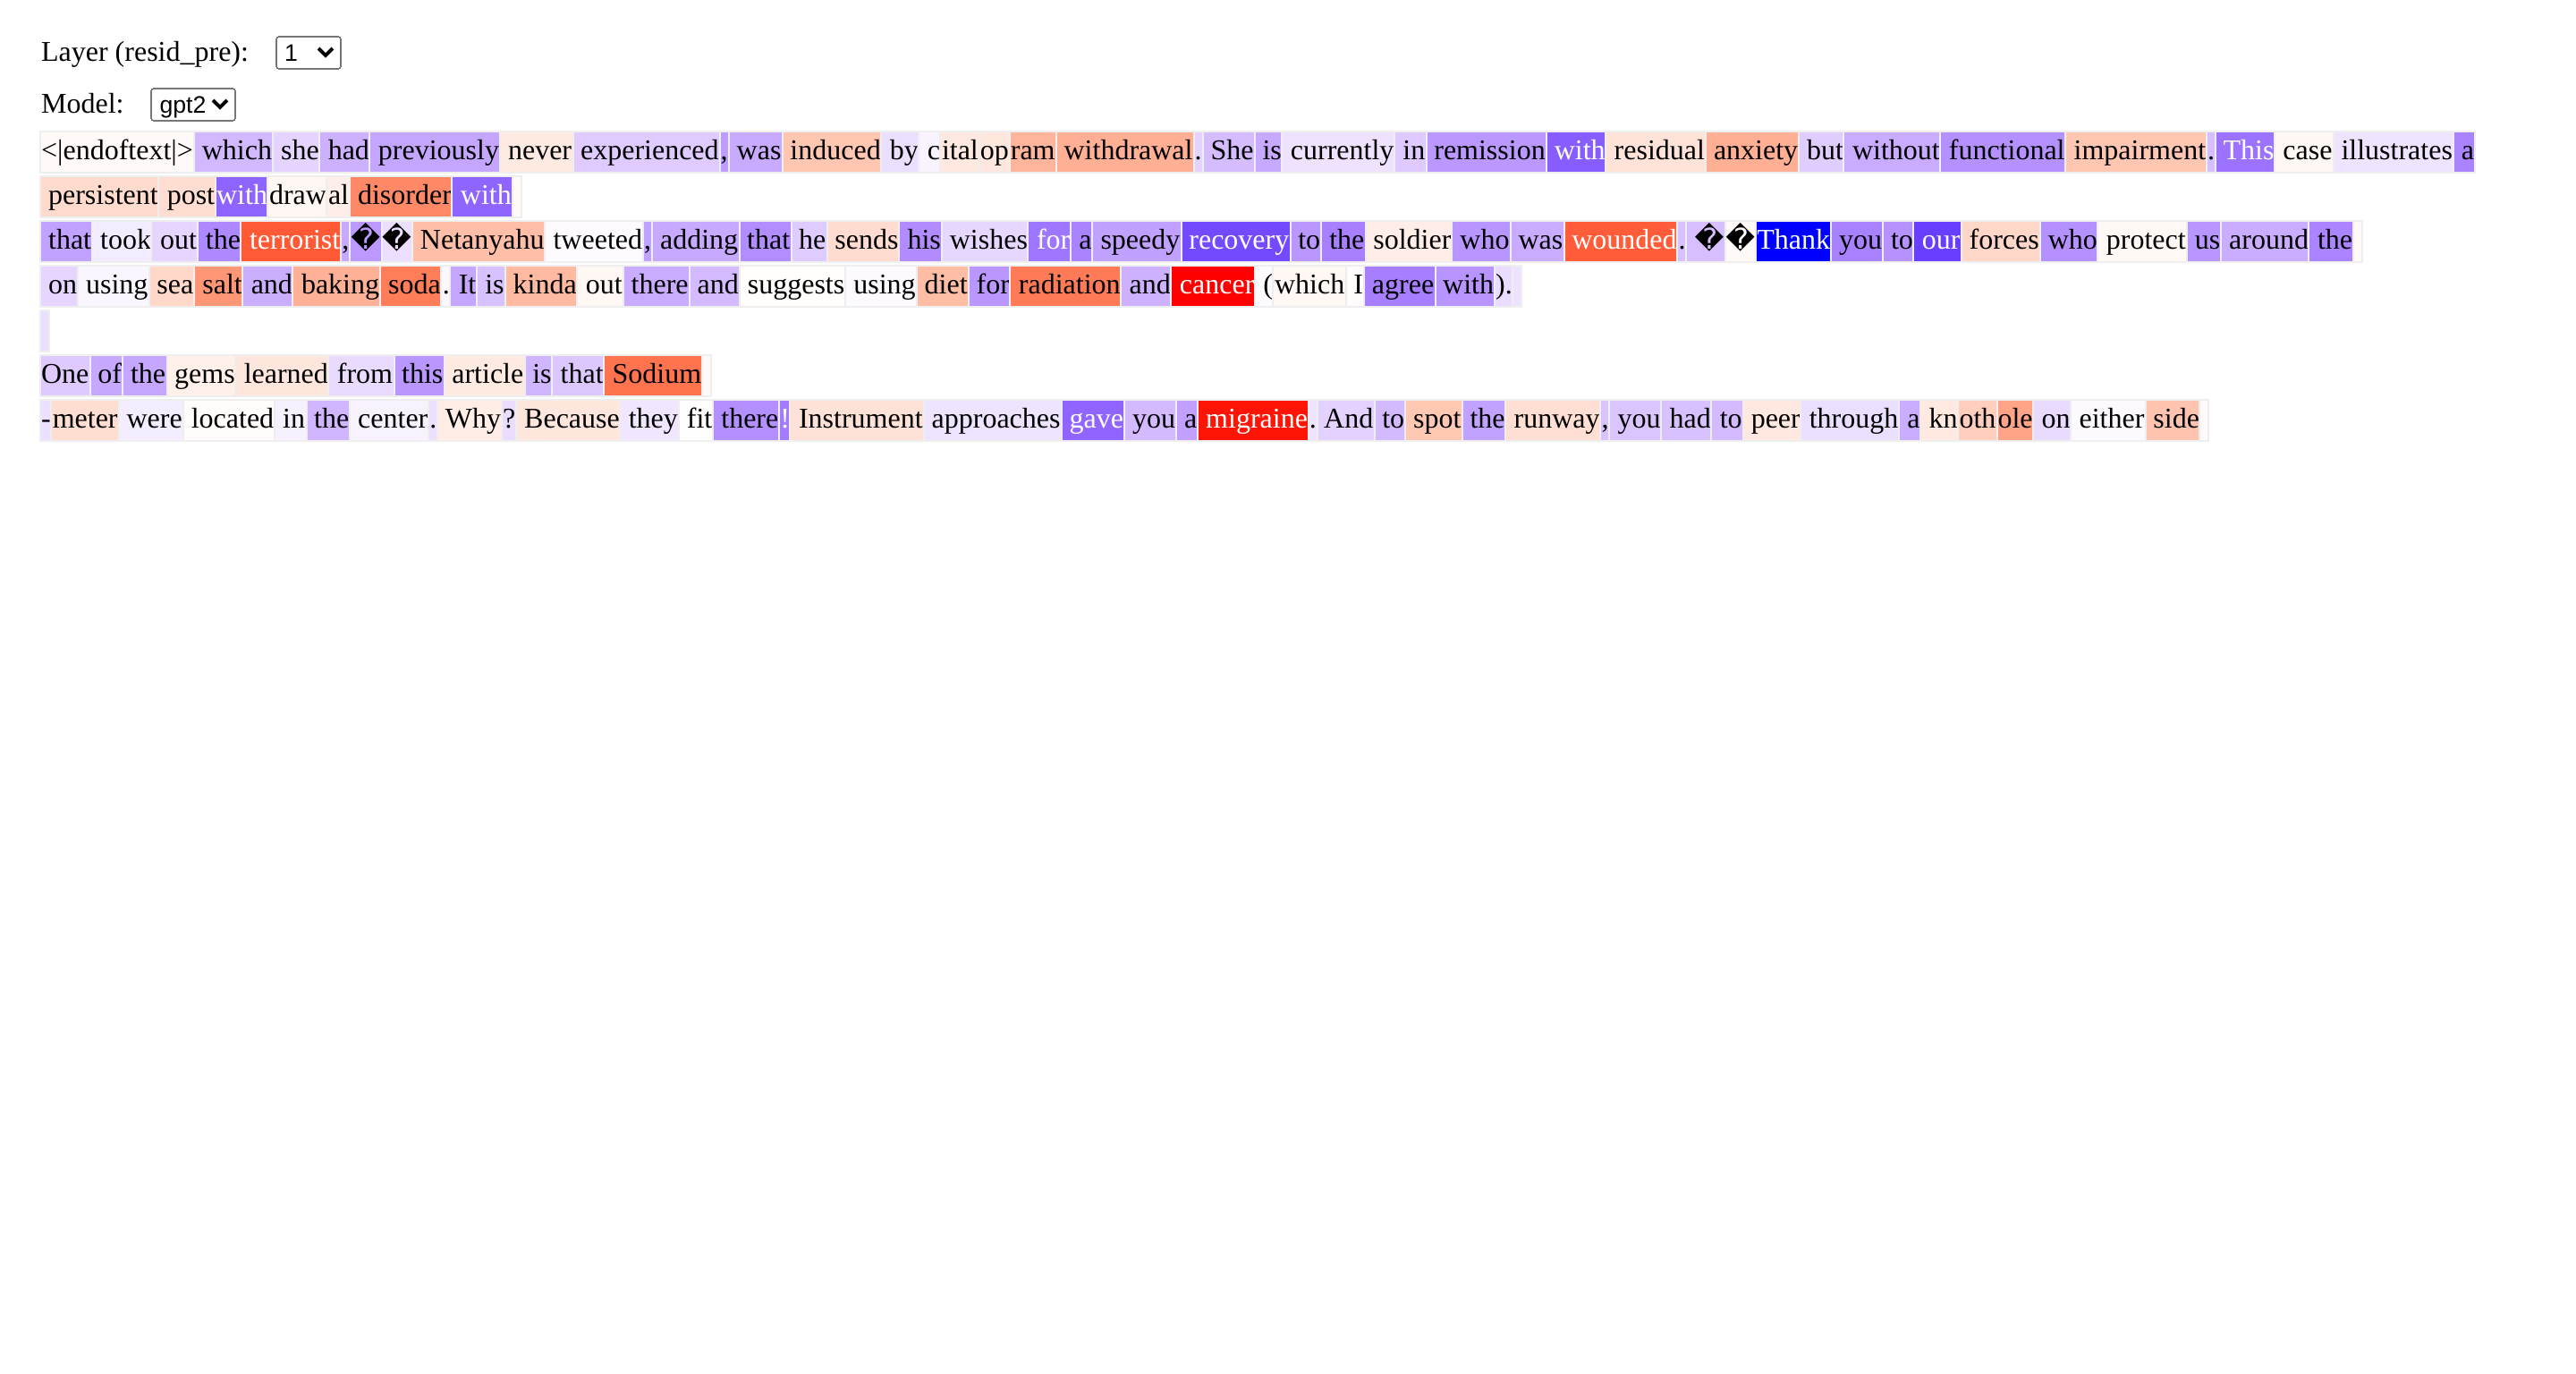 Layer (resid_pre): 1
Model: gpt2
<|endoftext|> which she had previously never experienced, was induced by citalopram withdrawal. She is currently in remission with residual anxiety but without functional impairment. This case illustrates a
persistent postwithdrawal disorder with
that took out the terrorist,�� Netanyahu tweeted, adding that he sends his wishes for a speedy recovery to the soldier who was wounded. ��Thank you to our forces who protect us around the
on using sea salt and baking soda. It is kinda out there and suggests using diet for radiation and cancer (which I agree with).
One of the gems learned from this article is that Sodium
-meter were located in the center. Why? Because they fit there! Instrument approaches gave you a migraine. And to spot the runway, you had to peer through a knothole on either side